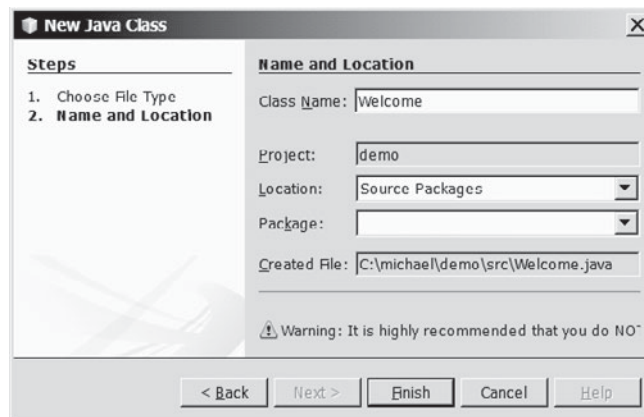 New Java Class
Steps
1. Choose File Type
2. Name and Location
Name and Location
Class Name: Welcome
Project: demo
Location: Source Packages
Package:
Created File: C:\michael\demo\src\Welcome.java
Warning: It is highly recommended that you do NO
< Back Next > Finish Cancel Help